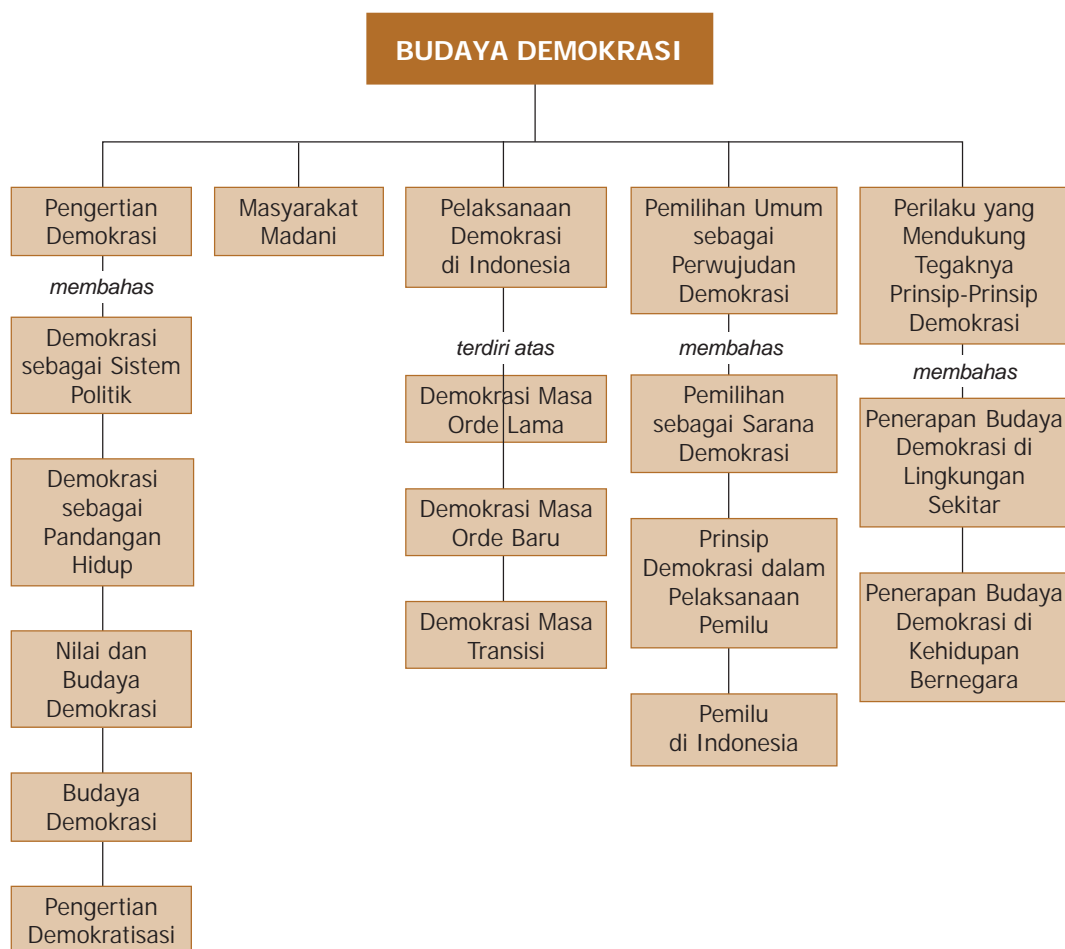 BUDAYA DEMOKRASI
Pengertian
Demokrasi
membahas
Demokrasi
sebagai Sistem
Politik
Demokrasi
sebagai
Pandangan
Hidup
Nilai dan
Budaya
Demokrasi
Budaya
Demokrasi
Pengertian
Demokratisasi
Masyarakat
Madani
Pelaksanaan
Demokrasi
di Indonesia
terdiri atas
Demokrasi Masa
Orde Lama
Demokrasi Masa
Orde Baru
Demokrasi Masa
Transisi
Pemilihan Umum
sebagai
Perwujudan
Demokrasi
membahas
Pemilihan
sebagai Sarana
Demokrasi
Prinsip
Demokrasi dalam
Pelaksanaan
Pemilu
Pemilu
di Indonesia
Perilaku yang
Mendukung
Tegaknya
Prinsip-Prinsip
Demokrasi
membahas
Penerapan Budaya
Demokrasi di
Lingkungan
Sekitar
Penerapan Budaya
Demokrasi di
Kehidupan
Bernegara